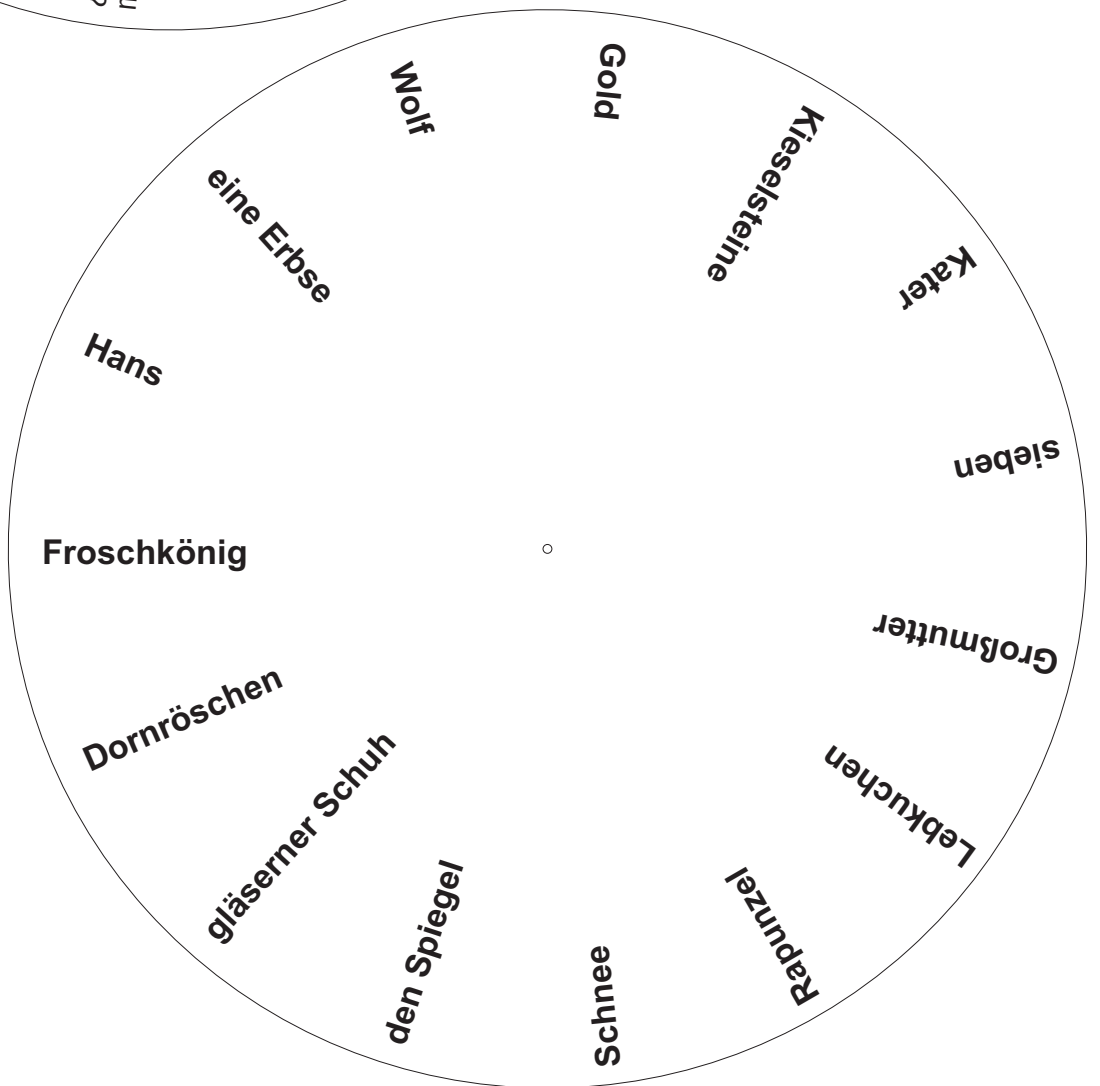 Wolf
Gold
Kieselsteine
Kater
sieben
Großmutter
Lebkuchen
Rapunzel
Schnee
den Spiegel
gläserner Schuh
Dornröschen
Froschkönig
Hans
eine Erbse